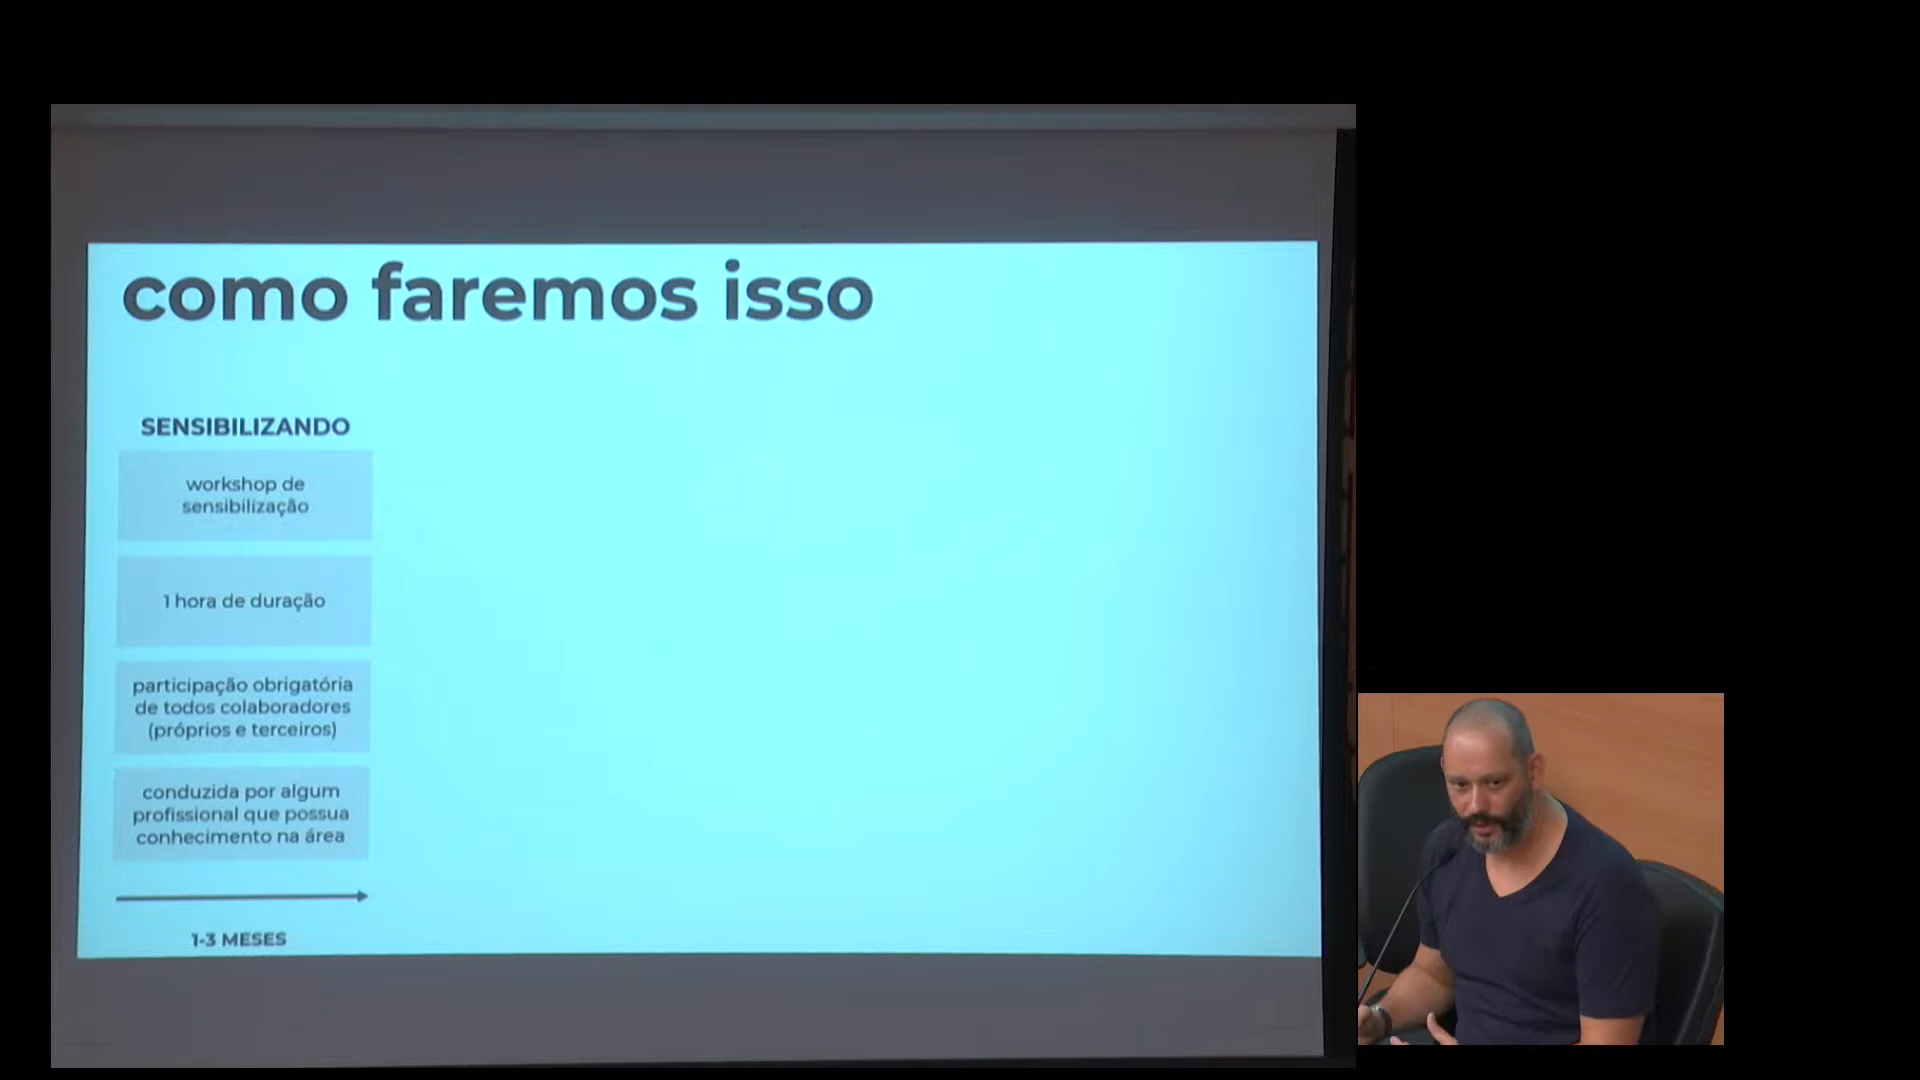 como faremos isso
SENSIBILIZANDO
workshop de
sensibilização
1 hora de duração
participação obrigatória
de todos colaboradores
(próprios e terceiros)
conduzida por algum
profissional que possua
conhecimento na área
1-3 MESES